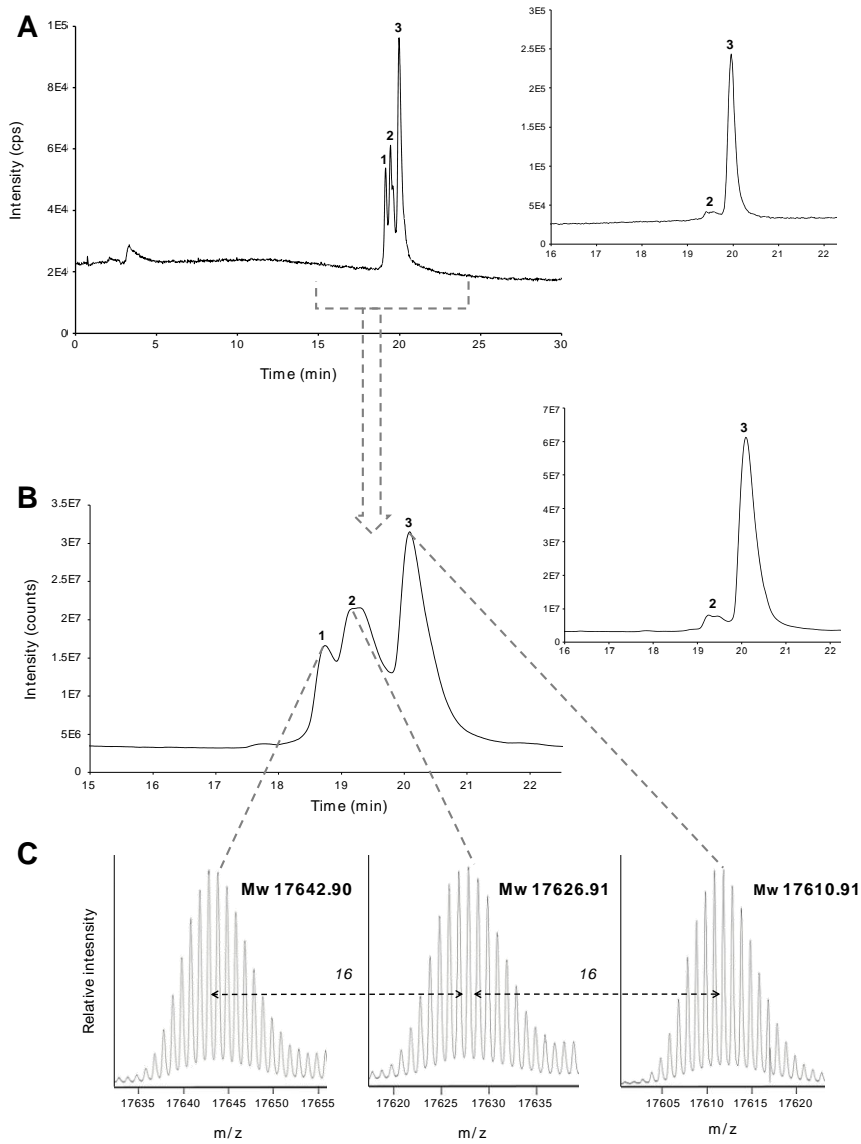 A
Intensity (cps)
1E5
8E4
6E4
4E4
2E4
0
0 5 10 15 20 25 30
Time (min)
1
2
3
3E5
2.5E5
2E5
1.5E5
1E5
5E4
0
16 17 18 19 20 21 22
2
3
B
Intensity (counts)
3.5E7
3E7
2.5E7
2E7
1.5E7
1E7
5E6
0
15 16 17 18 19 20 21 22
Time (min)
1
2
3
7E7
6E7
5E7
4E7
3E7
2E7
1E7
0
16 17 18 19 20 21 22
2
3
C
Relative intesnsity
Mw 17642.90
Mw 17626.91
Mw 17610.91
16
16
17635 17640 17645 17650 17655
17620 17625 17630 17635
17605 17610 17615 17620
m/z
m/z
m/z